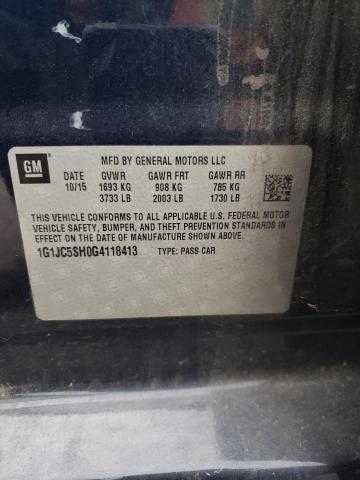 GM
MFD BY GENERAL MOTORS LLC
DATE GVWR GAWR FRT GAWR RR
10/15 1693 KG 908 KG 785 KG
3733 LB 2003 LB 1730 LB
THIS VEHICLE CONFORMS TO ALL APPLICABLE U.S. FEDERAL MOTOR
VEHICLE SAFETY, BUMPER, AND THEFT PREVENTION STANDARDS
IN EFFECT ON THE DATE OF MANUFACTURE SHOWN ABOVE.
1G1JC5SH0G4118413 TYPE: PASS CAR